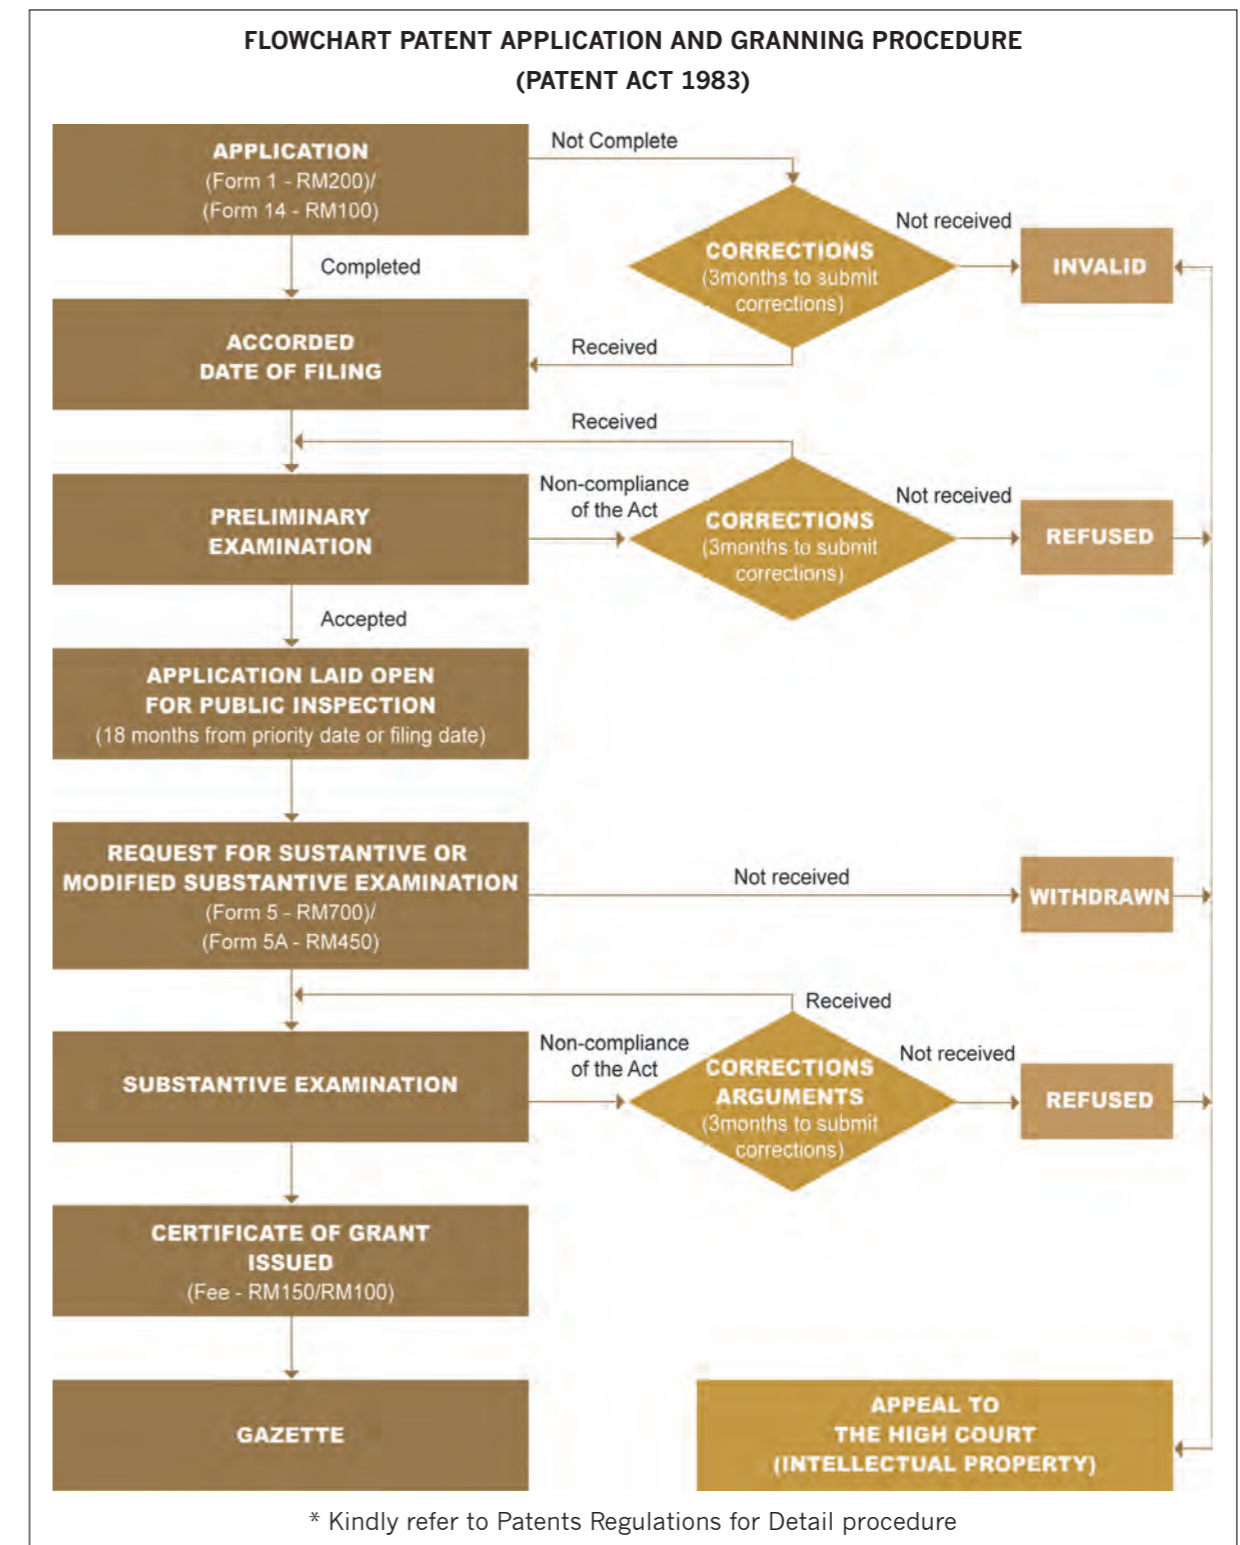 FLOWCHART PATENT APPLICATION AND GRANNING PROCEDURE
(PATENT ACT 1983)
APPLICATION
(Form 1 - RM200)/
(Form 14 - RM100)
Not Complete
Completed
CORRECTIONS
(3months to submit
corrections)
Not received
INVALID
ACCORDED
DATE OF FILING
Received
Received
PRELIMINARY
EXAMINATION
Non-compliance
of the Act
CORRECTIONS
(3months to submit
corrections)
Not received
REFUSED
Accepted
APPLICATION LAID OPEN
FOR PUBLIC INSPECTION
(18 months from priority date or filing date)
REQUEST FOR SUSTANTIVE OR
MODIFIED SUBSTANTIVE EXAMINATION
(Form 5 - RM700)/
(Form 5A - RM450)
Not received
WITHDRAWN
Received
SUBSTANTIVE EXAMINATION
Non-compliance
of the Act
CORRECTIONS
ARGUMENTS
(3months to submit
corrections)
Not received
REFUSED
CERTIFICATE OF GRANT
ISSUED
(Fee - RM150/RM100)
GAZETTE
APPEAL TO
THE HIGH COURT
(INTELLECTUAL PROPERTY)
* Kindly refer to Patents Regulations for Detail procedure